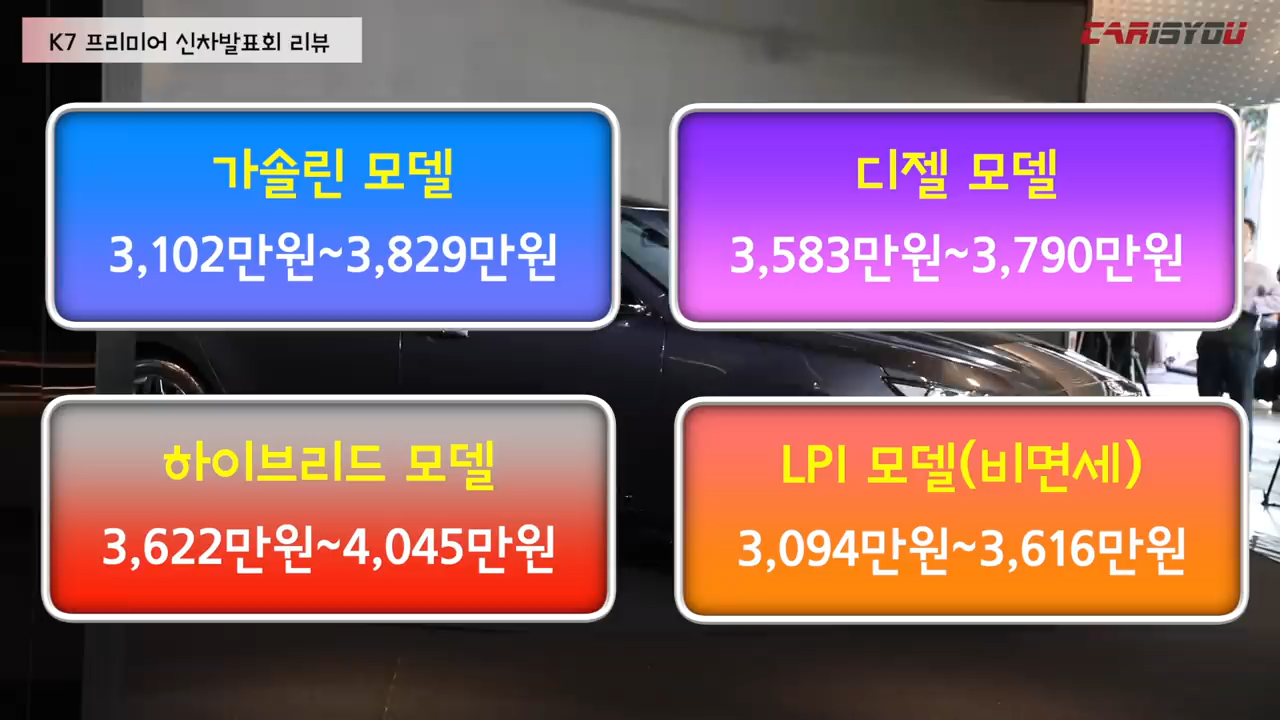 K7 프리미어 신차발표회 리뷰
CARISYOU
가솔린 모델
3,102만원~3,829만원
디젤 모델
3,583만원~3,790만원
하이브리드 모델
3,622만원~4,045만원
LPI 모델(비면세)
3,094만원~3,616만원